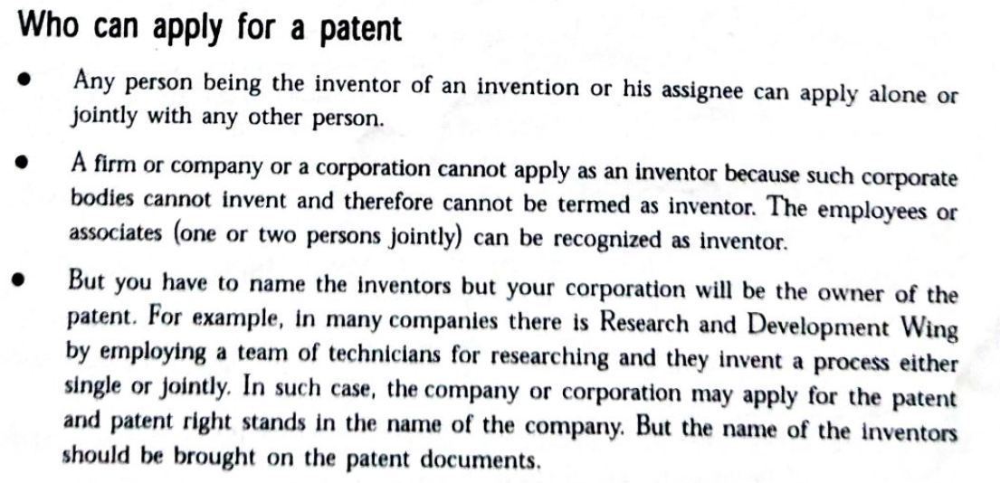 Who can apply for a patent
● Any person being the inventor of an invention or his assignee can apply alone or
jointly with any other person.
● A firm or company or a corporation cannot apply as an inventor because such corporate
bodies cannot invent and therefore cannot be termed as inventor. The employees or
associates (one or two persons jointly) can be recognized as inventor.
● But you have to name the inventors but your corporation will be the owner of the
patent. For example, in many companies there is Research and Development Wing
by employing a team of technicians for researching and they invent a process either
single or jointly. In such case, the company or corporation may apply for the patent
and patent right stands in the name of the company. But the name of the inventors
should be brought on the patent documents.